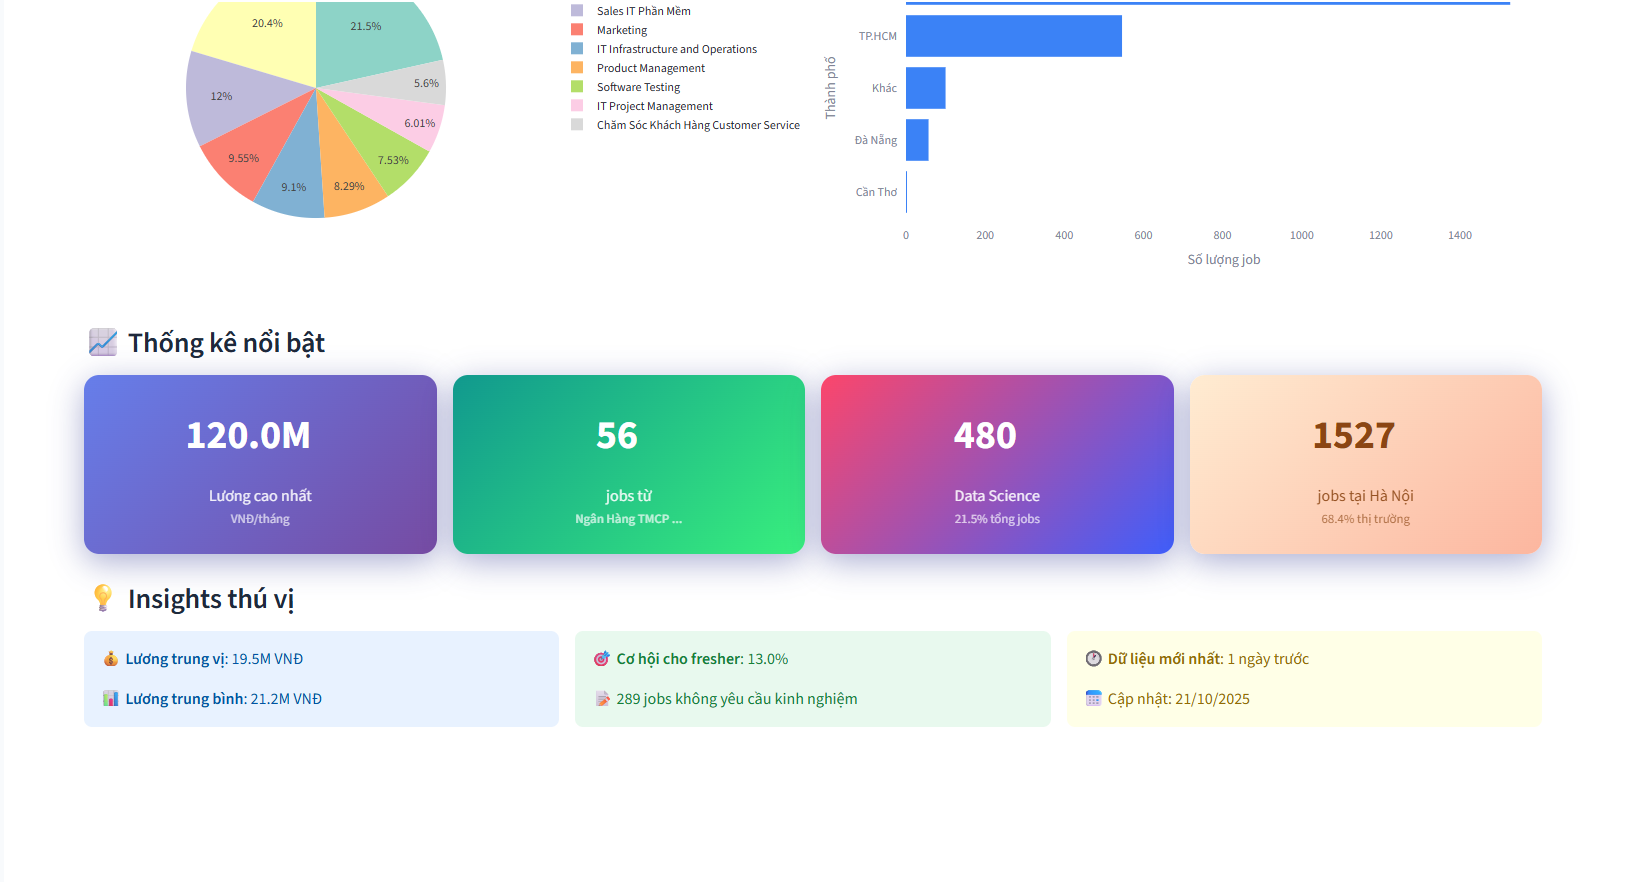 20.4%
21.5%
12%
5.6%
6.01%
9.55%
7.53%
9.1%
8.29%
Sales IT Phần Mềm
Marketing
IT Infrastructure and Operations
Product Management
Software Testing
IT Project Management
Chăm Sóc Khách Hàng Customer Service
Thành phố
TP.HCM
Khác
Đà Nẵng
Cần Thơ
0 200 400 600 800 1000 1200 1400
Số lượng job
Thống kê nổi bật
120.0M
Lương cao nhất
VNĐ/tháng
56
jobs từ
Ngân Hàng TMCP ...
480
Data Science
21.5% tổng jobs
1527
jobs tại Hà Nội
68.4% thị trường
Insights thú vị
Lương trung vị: 19.5M VNĐ
Lương trung bình: 21.2M VNĐ
Cơ hội cho fresher: 13.0%
289 jobs không yêu cầu kinh nghiệm
Dữ liệu mới nhất: 1 ngày trước
Cập nhật: 21/10/2025